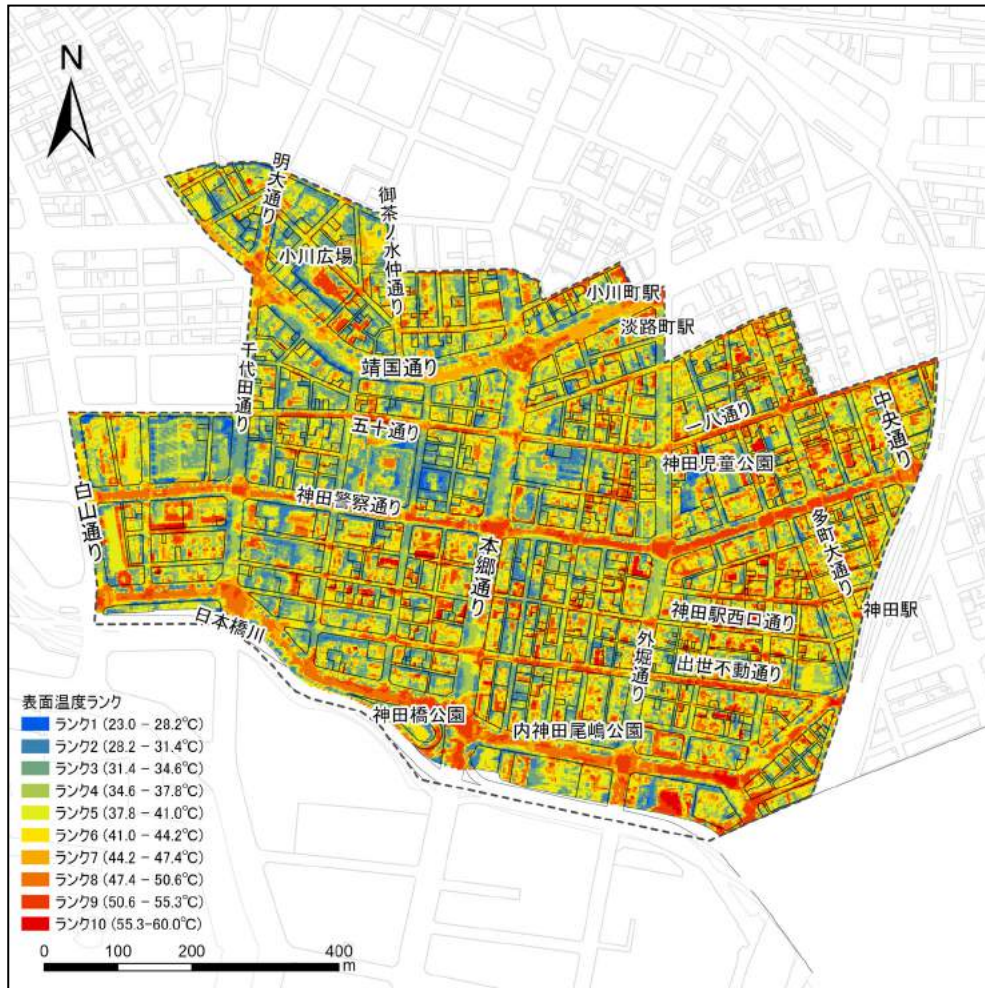 N
明大通り
御茶ノ水仲通り
小川広場
小川町駅
淡路町駅
千代田通り
靖国通り
一八通り
五十通り
中央通り
神田児童公園
白山通り
神田警察通り
本郷通り
多町大通り
神田駅西口通り
神田駅
日本橋川
外堀通り
出世不動通り
神田橋公園
内神田尾嶋公園
表面温度ランク
ランク1 (23.0 - 28.2℃)
ランク2 (28.2 - 31.4℃)
ランク3 (31.4 - 34.6℃)
ランク4 (34.6 - 37.8℃)
ランク5 (37.8 - 41.0℃)
ランク6 (41.0 - 44.2℃)
ランク7 (44.2 - 47.4℃)
ランク8 (47.4 - 50.6℃)
ランク9 (50.6 - 55.3℃)
ランク10 (55.3-60.0℃)
0 100 200 400
m